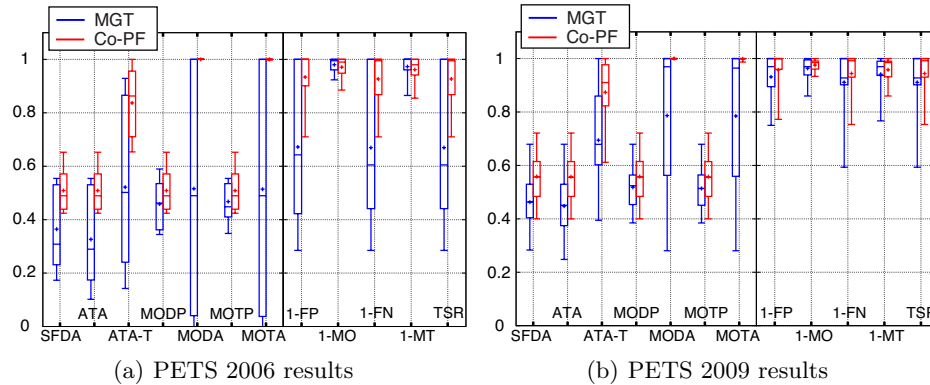 MGT
Co-PF
1
0.8
0.6
0.4
0.2
0
ATA MODP MOTP 1-FP 1-FN TSR
SFDA ATA-T MODA MOTA 1-MO 1-MT
(a) PETS 2006 results
MGT
Co-PF
1
0.8
0.6
0.4
0.2
0
ATA MODP MOTP 1-FP 1-FN TSR
SFDA ATA-T MODA MOTA 1-MO 1-MT
(b) PETS 2009 results